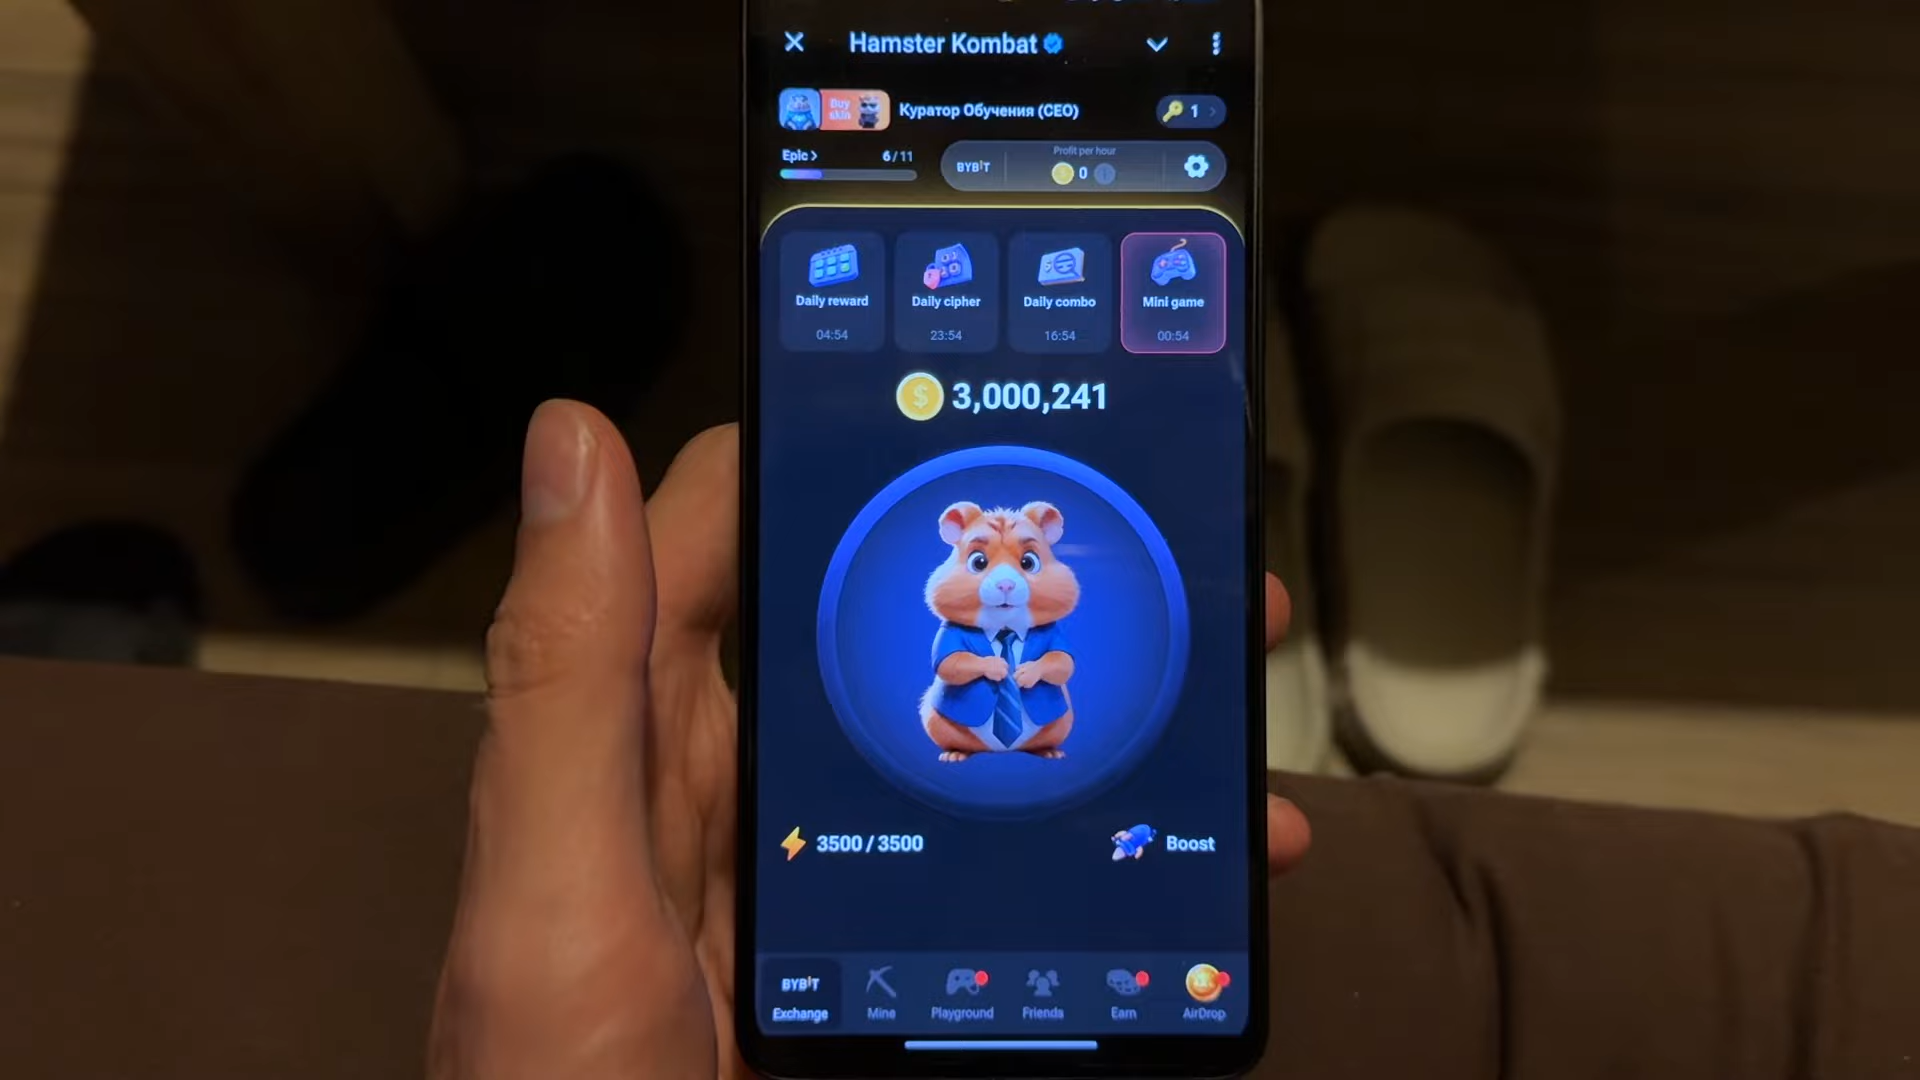 Hamster Kombat
Buy skin
Куратор Обучения (CEO)
1
Epic >
6 / 11
BYBIT
Profit per hour
0
Daily reward
04:54
Daily cipher
23:54
Daily combo
16:54
Mini game
00:54
3,000,241
3500 / 3500
Boost
BYBIT
Exchange
Mine
Playground
Friends
Earn
AirDrop